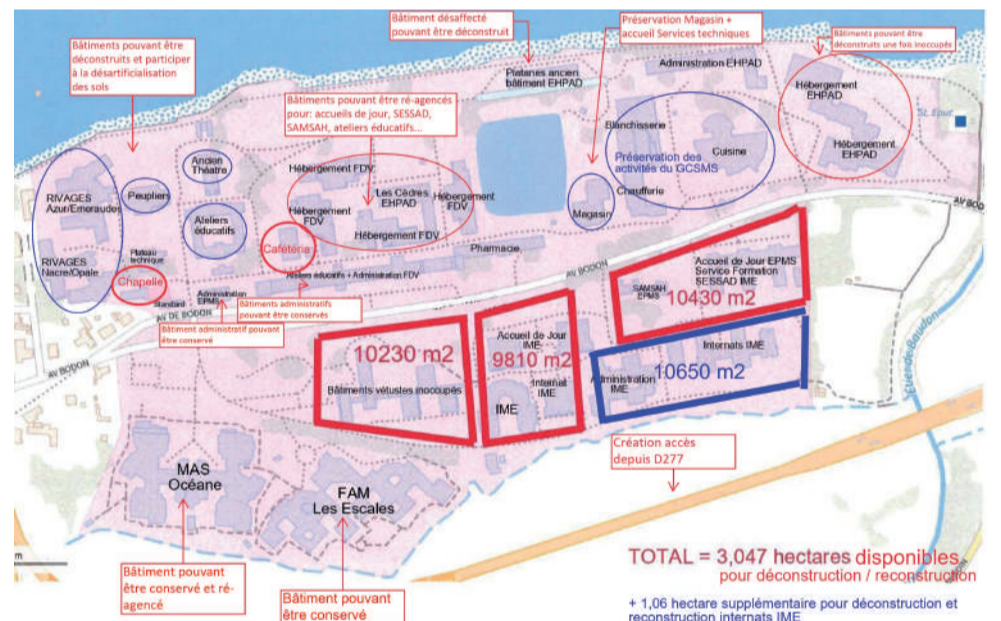 Bâtiments pouvant être
déconstruits et participer
à la désartificialisation
des sols
Bâtiment désaffecté
pouvant être déconstruit
Préservation Magasin +
accueil Services techniques
Bâtiments pouvant être
déconstruits une fois inoccupés
Bâtiments pouvant être ré-agencés
pour: accueils de jour, SESSAD,
SAMSAH, ateliers éducatifs...
Platanes ancien
bâtiment EHPAD
Administration EHPAD
Hébergement
EHPAD
Hébergement
EHPAD
Blanchisserie
Cuisine
Préservation des
activités du GCSMS
Chaufferie
Magasin
Ancien
Théatre
Peupliers
Ateliers
éducatifs
RIVAGES
Azur/Emeraudes
RIVAGES
Nacre/Opale
Plateau
technique
Chapelle
Hébergement FDV
Les Cèdres
EHPAD
Hébergement
FDV
Hébergement
FDV
Hébergement FDV
Cafétéria
Pharmacie
Ateliers éducatifs + Administration FDV
Standard
Administration
EPMS
Bâtiments administratifs
pouvant être conservés
Bâtiment administratif pouvant
être conservé
AV DE BODON
AV BODON
AV BODON
AV BOD
Accueil de Jour EPMS
Service Formation
SESSAD IME
SAMSAH
EPMS
10430 m2
10230 m2
Bâtiments vétustes inoccupés
Accueil de Jour
IME
9810 m2
Internat
IME
IME
Internats IME
Administration
IME
10650 m2
Création accès
depuis D277
MAS
Océane
FAM
Les Escales
Bâtiment pouvant
être conservé et ré-
agencé
Bâtiment pouvant
être conservé
TOTAL = 3,047 hectares disponibles
pour déconstruction / reconstruction
+ 1,06 hectare supplémentaire pour déconstruction et
reconstruction internats IME